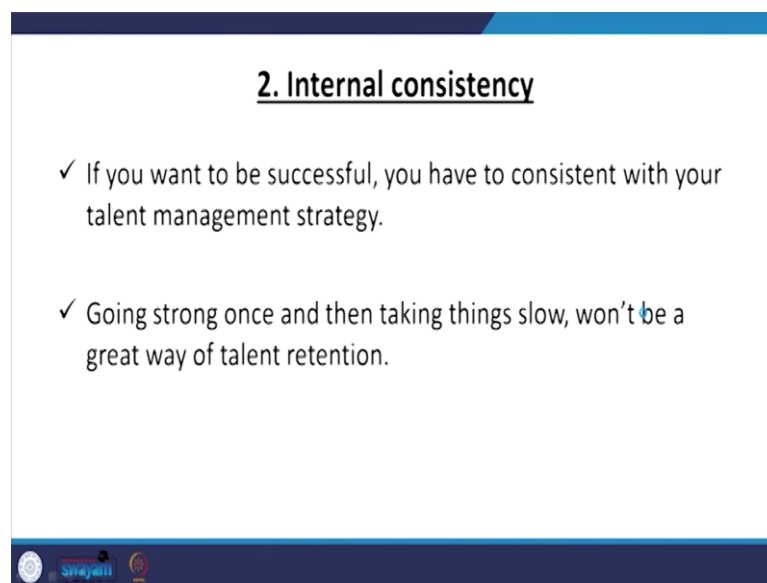 2. Internal consistency
✓ If you want to be successful, you have to consistent with your
talent management strategy.
✓ Going strong once and then taking things slow, won't be a
great way of talent retention.
swayam